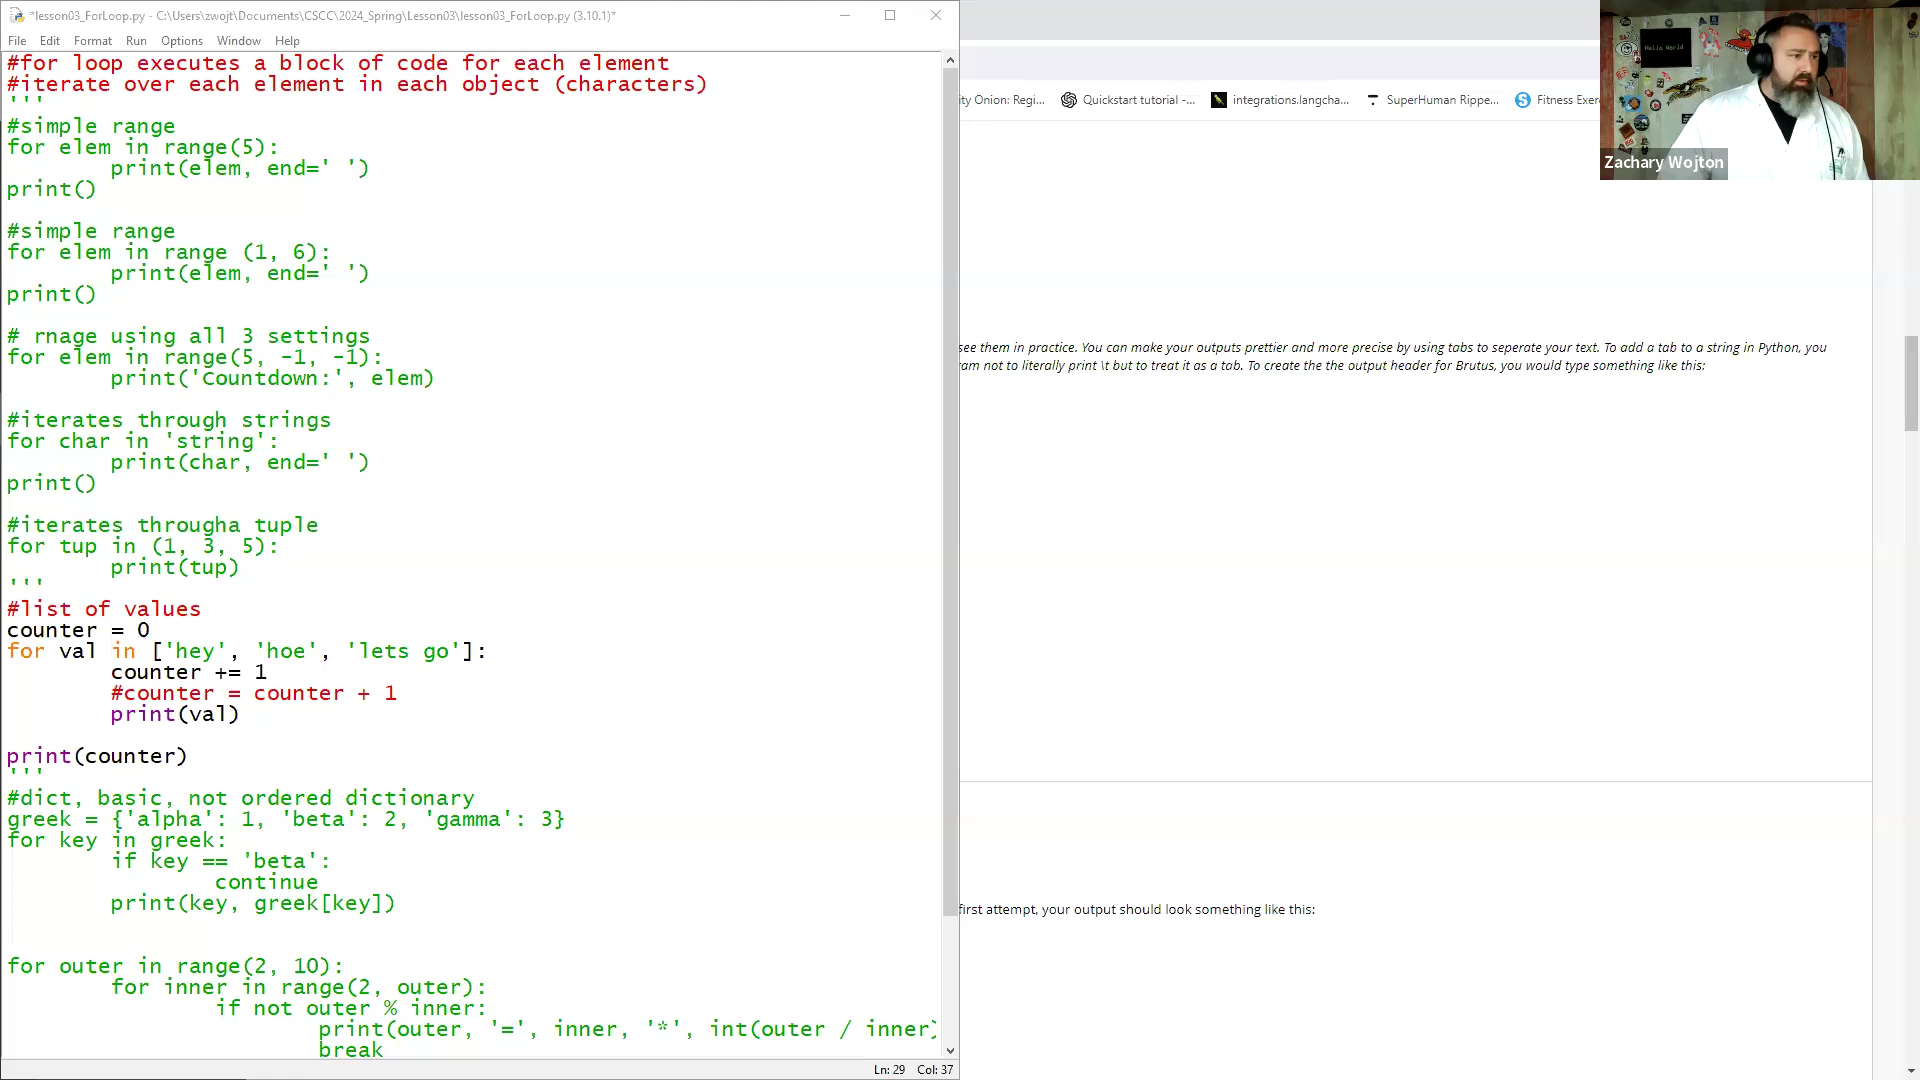 *lesson03_ForLoop.py - C:\Users\zwojt\Documents\CSCC\2024_Spring\Lesson03\lesson03_ForLoop.py (3.10.1)*
File Edit Format Run Options Window Help
#for loop executes a block of code for each element
#iterate over each element in each object (characters)
'''
#simple range
for elem in range(5):
        print(elem, end=' ')
print()
#simple range
for elem in range (1, 6):
        print(elem, end=' ')
print()
# rnage using all 3 settings
for elem in range(5, -1, -1):
        print('Countdown:', elem)
#iterates through strings
for char in 'string':
        print(char, end=' ')
print()
#iterates througha tuple
for tup in (1, 3, 5):
        print(tup)
'''
#list of values
counter = 0
for val in ['hey', 'hoe', 'lets go']:
        counter += 1
        #counter = counter + 1
        print(val)
print(counter)
'''
#dict, basic, not ordered dictionary
greek = {'alpha': 1, 'beta': 2, 'gamma': 3}
for key in greek:
        if key == 'beta':
                continue
        print(key, greek[key])
for outer in range(2, 10):
        for inner in range(2, outer):
                if not outer % inner:
                        print(outer, '=', inner, '*', int(outer / inner)
                        break
Ln: 29 Col: 37
ity Onion: Regi... Quickstart tutorial -... integrations.langcha... SuperHuman Rippe... Fitness Exer
see them in practice. You can make your outputs prettier and more precise by using tabs to seperate your text. To add a tab to a string in Python, you
ram not to literally print \t but to treat it as a tab. To create the the output header for Brutus, you would type something like this:
first attempt, your output should look something like this:
Hello World
Zachary Wojton